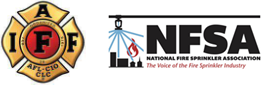 A
I F F
AFL-CIO
CLC
NFSA
NATIONAL FIRE SPRINKLER ASSOCIATION
The Voice of the Fire Sprinkler Industry